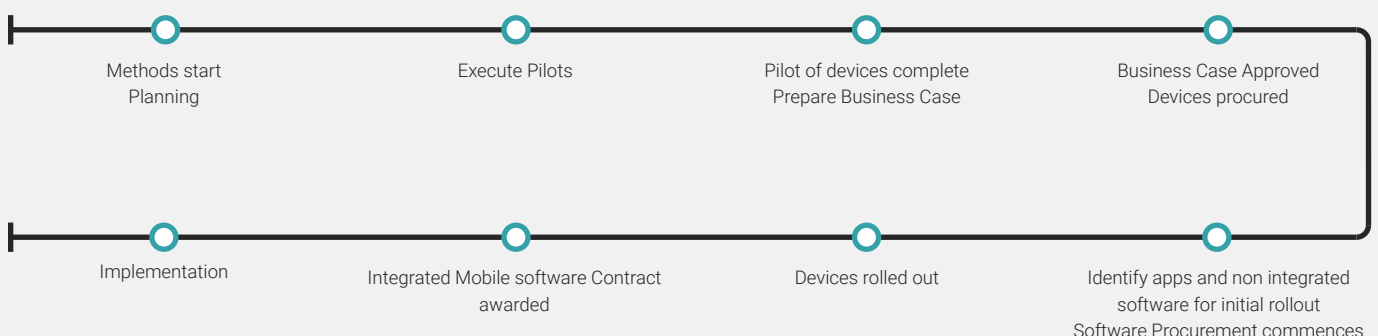 Methods start
Planning
Execute Pilots
Pilot of devices complete
Prepare Business Case
Business Case Approved
Devices procured
Implementation
Integrated Mobile software Contract
awarded
Devices rolled out
Identify apps and non integrated
software for initial rollout
Software Procurement commences